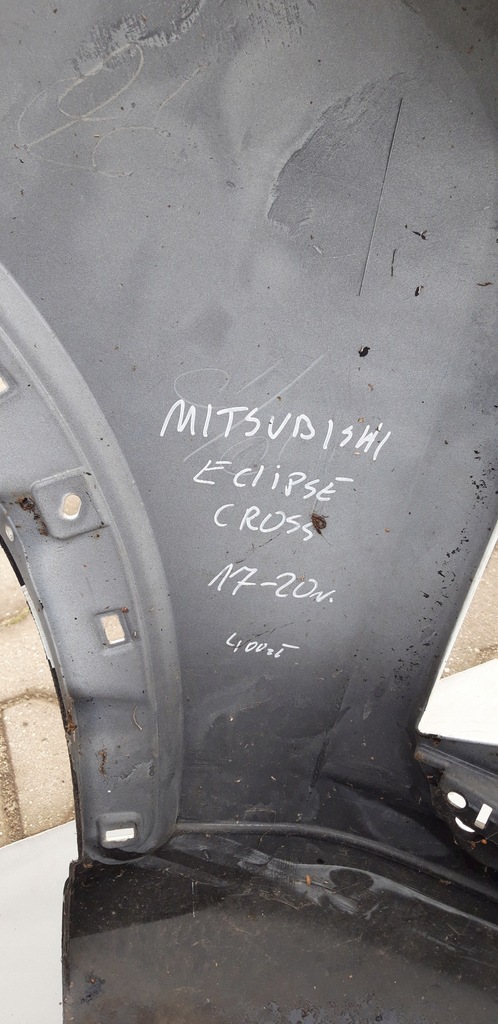 MITSUBISHI
ECLIPSE
CROSS
17-20r.
400zł